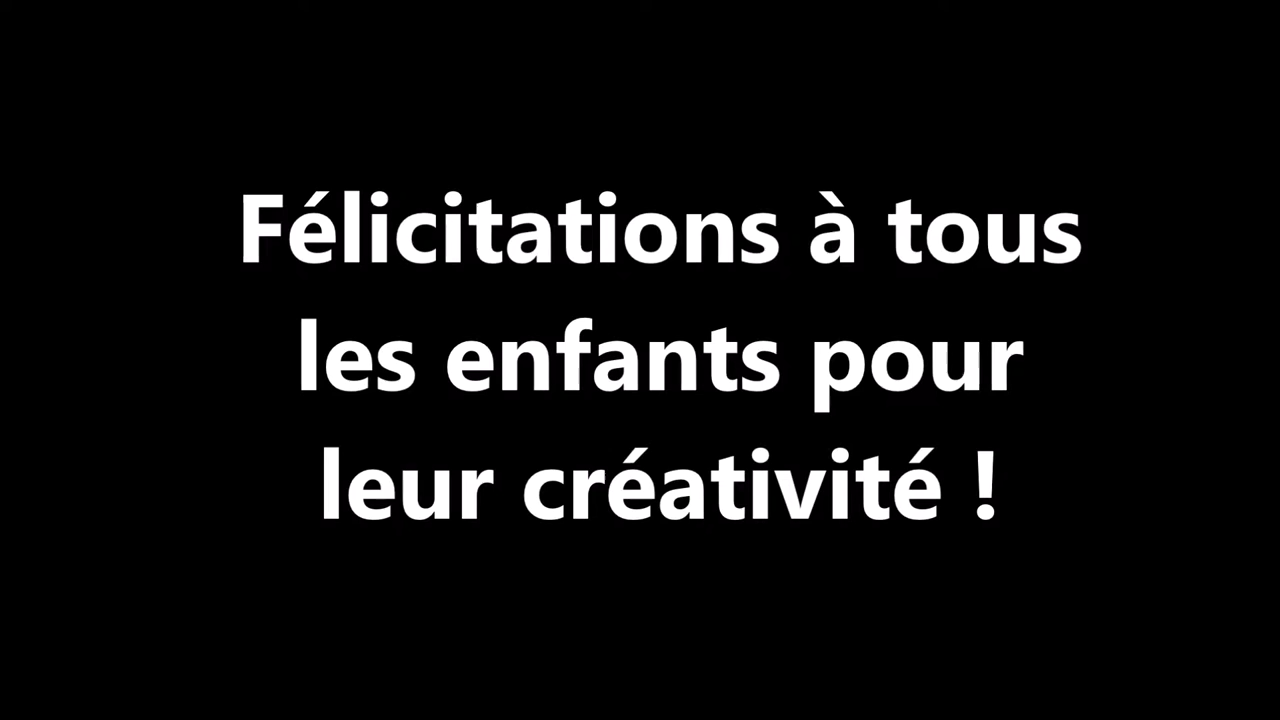 Félicitations à tous
les enfants pour
leur créativité !